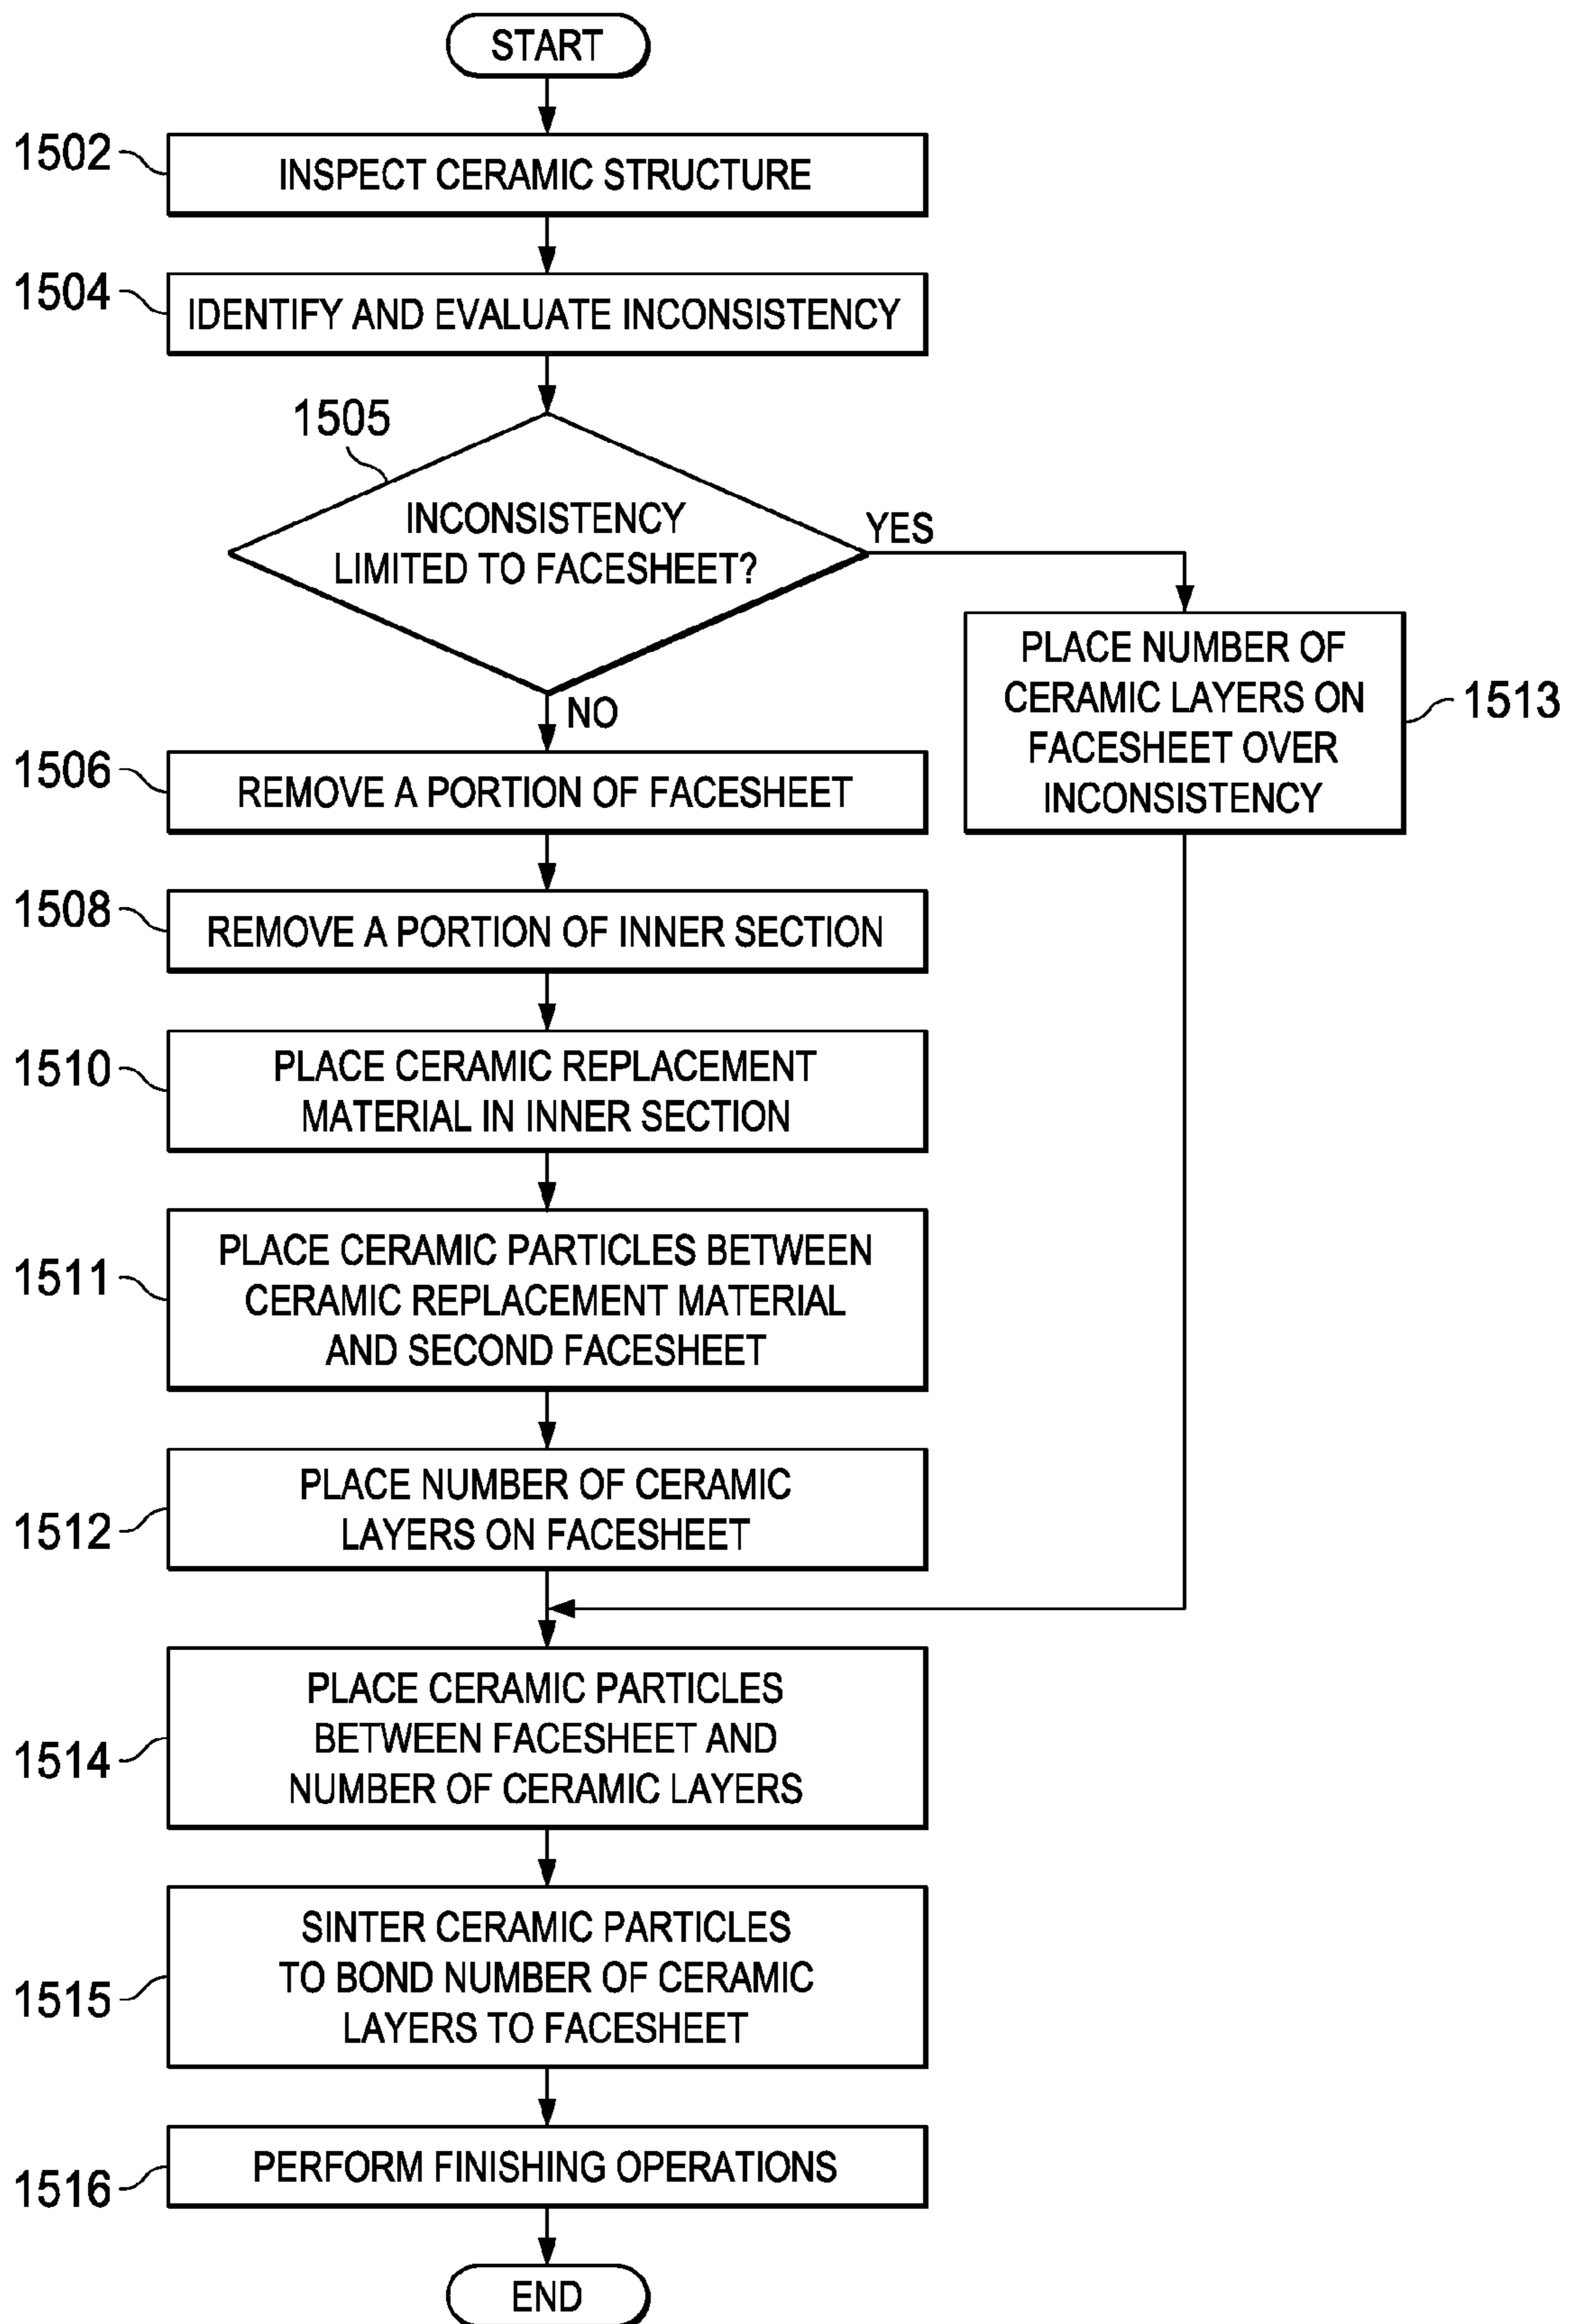 START
1502
INSPECT CERAMIC STRUCTURE
1504
IDENTIFY AND EVALUATE INCONSISTENCY
1505
INCONSISTENCY
LIMITED TO FACESHEET?
YES
NO
PLACE NUMBER OF
CERAMIC LAYERS ON
FACESHEET OVER
INCONSISTENCY
1513
1506
REMOVE A PORTION OF FACESHEET
1508
REMOVE A PORTION OF INNER SECTION
1510
PLACE CERAMIC REPLACEMENT
MATERIAL IN INNER SECTION
1511
PLACE CERAMIC PARTICLES BETWEEN
CERAMIC REPLACEMENT MATERIAL
AND SECOND FACESHEET
1512
PLACE NUMBER OF CERAMIC
LAYERS ON FACESHEET
1514
PLACE CERAMIC PARTICLES
BETWEEN FACESHEET AND
NUMBER OF CERAMIC LAYERS
1515
SINTER CERAMIC PARTICLES
TO BOND NUMBER OF CERAMIC
LAYERS TO FACESHEET
1516
PERFORM FINISHING OPERATIONS
END